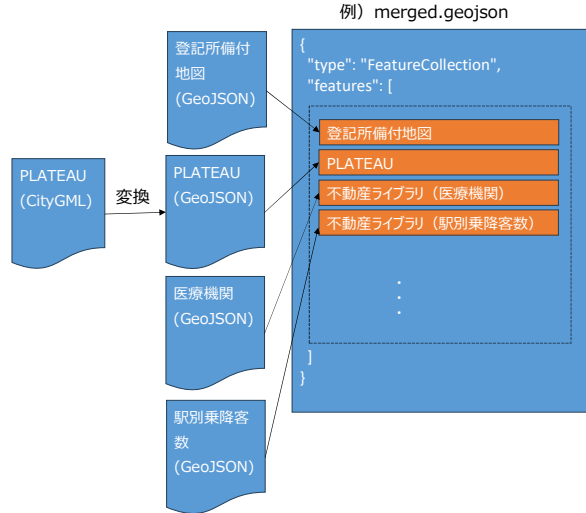 例）merged.geojson
登記所備付
地図
(GeoJSON)
{
"type": "FeatureCollection",
"features": [
登記所備付地図
PLATEAU
不動産ライブラリ（医療機関）
不動産ライブラリ（駅別乗降客数）
・
・
・
]
}
PLATEAU
(CityGML)
変換
PLATEAU
(GeoJSON)
医療機関
(GeoJSON)
駅別乗降客
数
(GeoJSON)